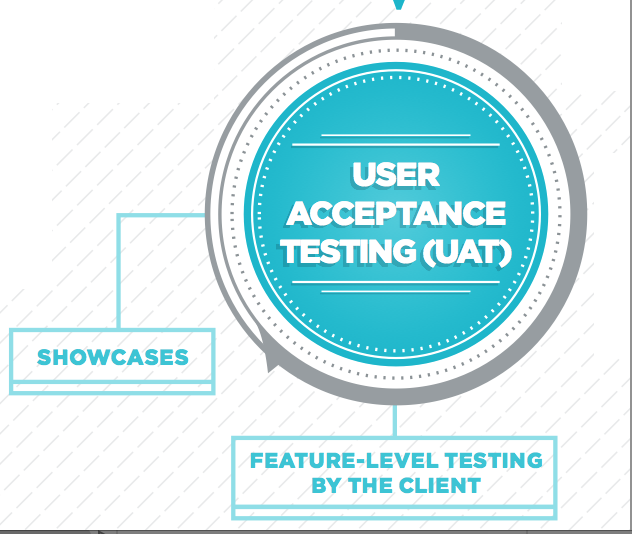 USER
ACCEPTANCE
TESTING (UAT)
SHOWCASES
FEATURE-LEVEL TESTING
BY THE CLIENT